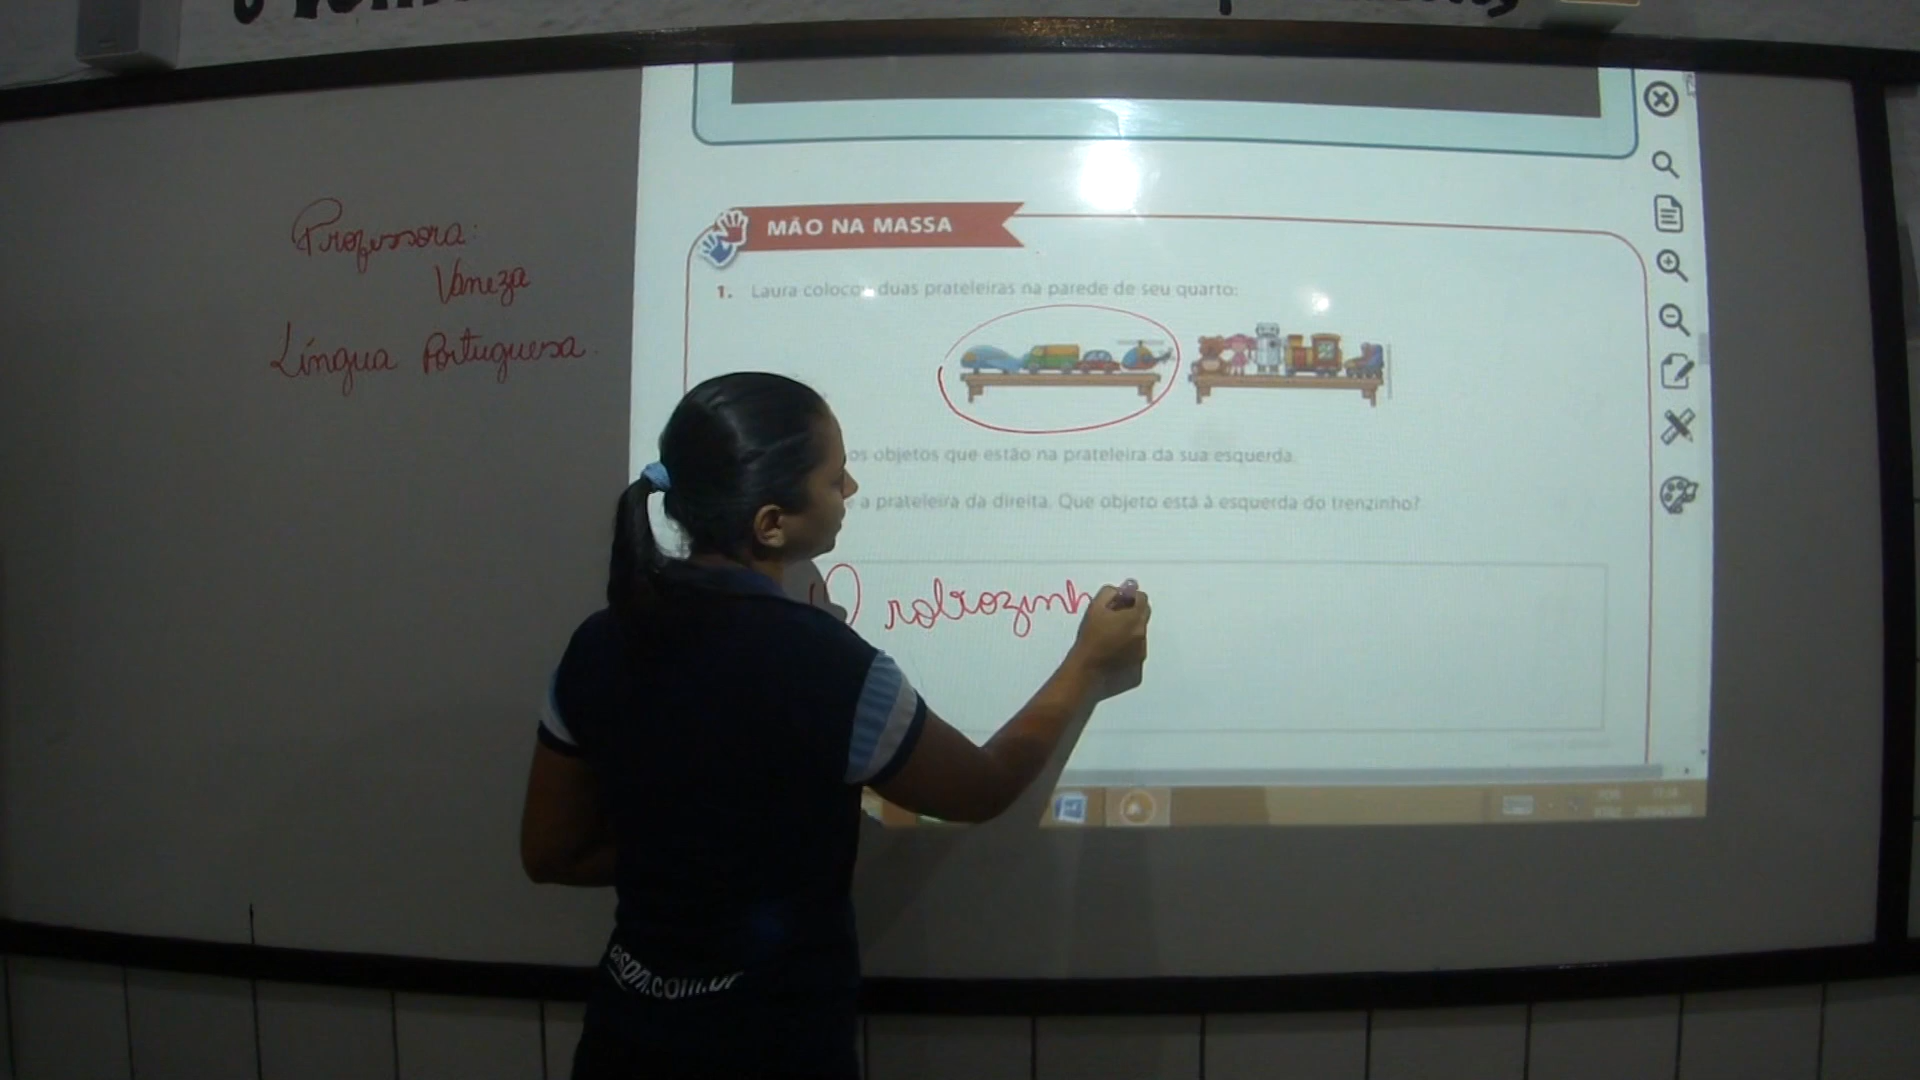 Professora:
Vaneza
Língua Portuguesa.
MÃO NA MASSA
1. Laura colocou duas prateleiras na parede de seu quarto:
os objetos que estão na prateleira da sua esquerda.
a prateleira da direita. Que objeto está à esquerda do trenzinho?
O robozinh